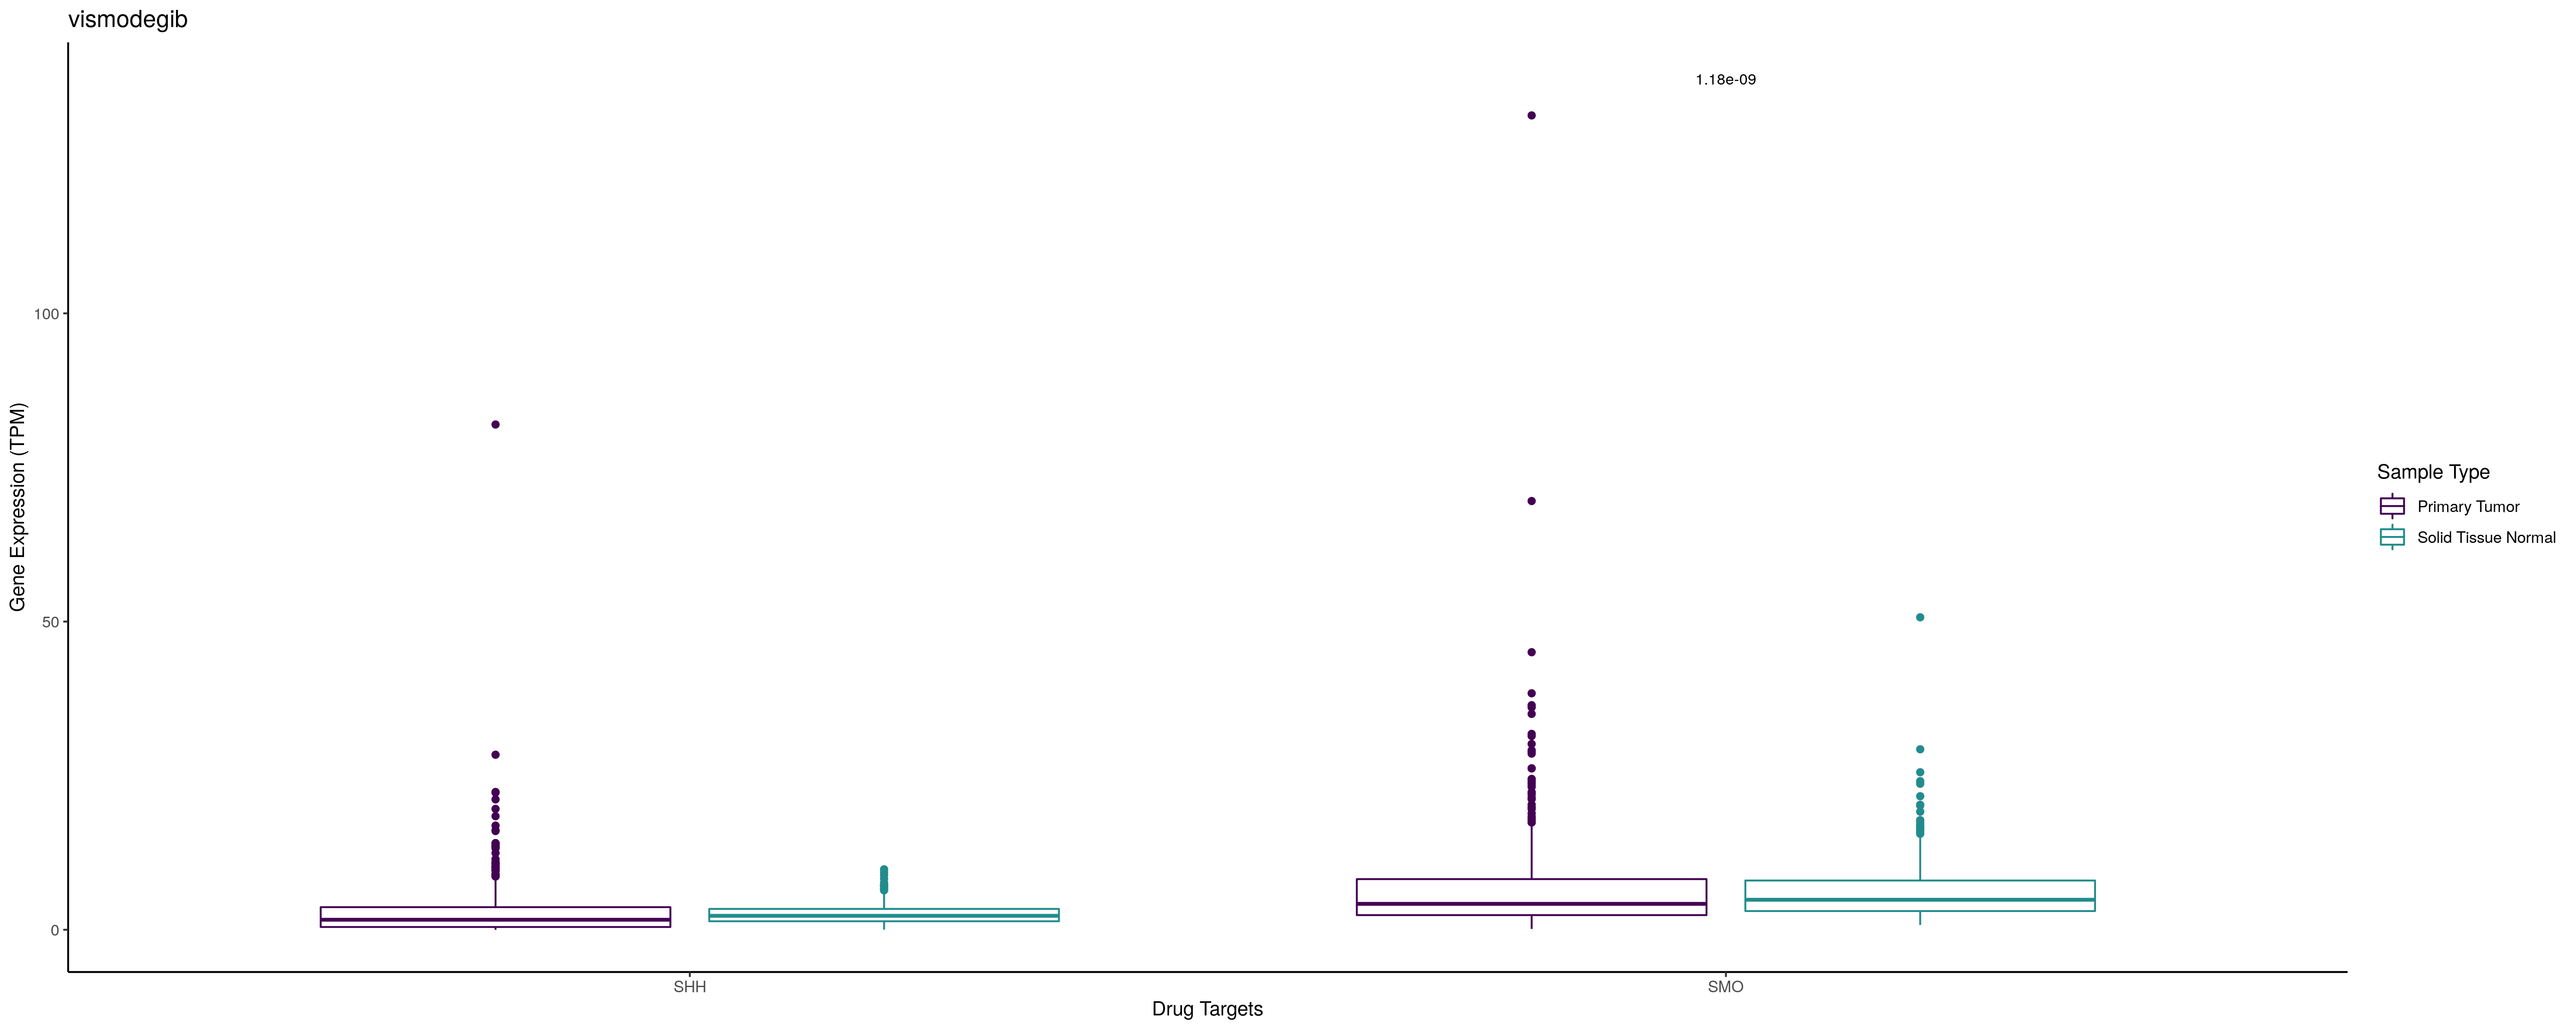 vismodegib
1.18e-09
100
50
0
Gene Expression (TPM)
SHH
SMO
Drug Targets
Sample Type
Primary Tumor
Solid Tissue Normal